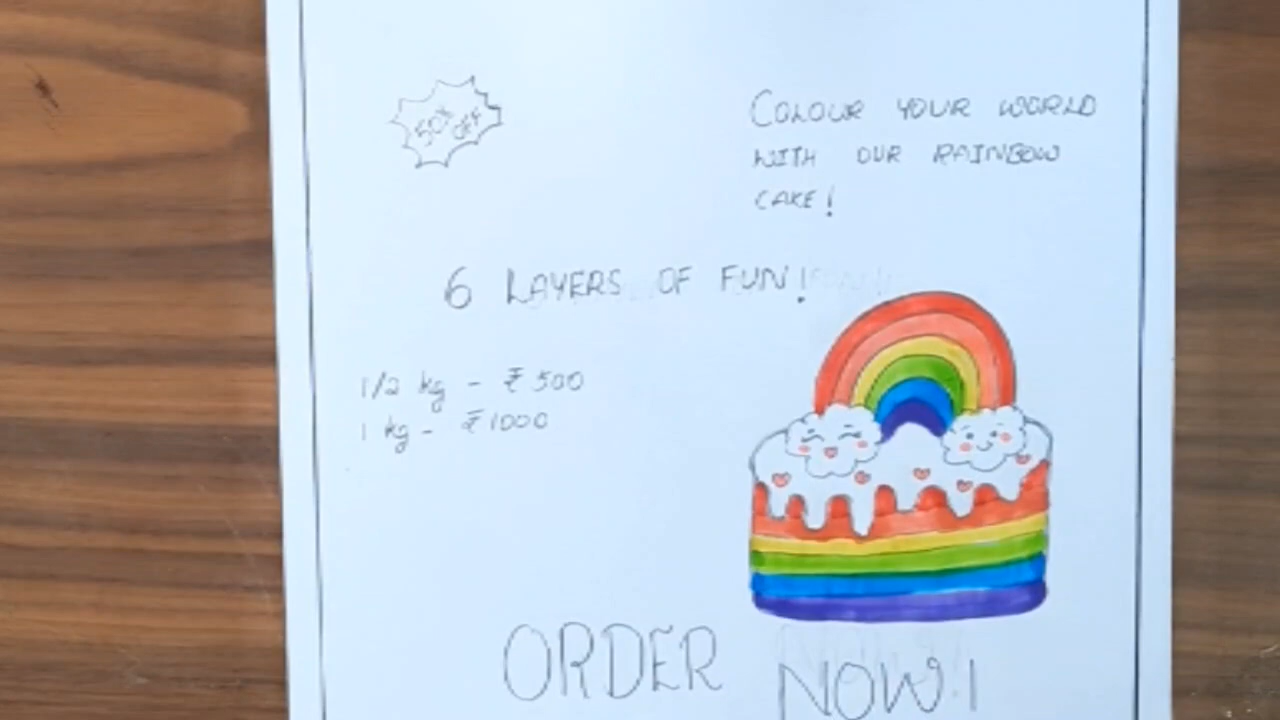 50% OFF
COLOUR YOUR WORLD
WITH OUR RAINBOW
CAKE!
6 LAYERS OF FUN!
1/2 kg - ₹ 500
1 kg - ₹ 1000
ORDER NOW!